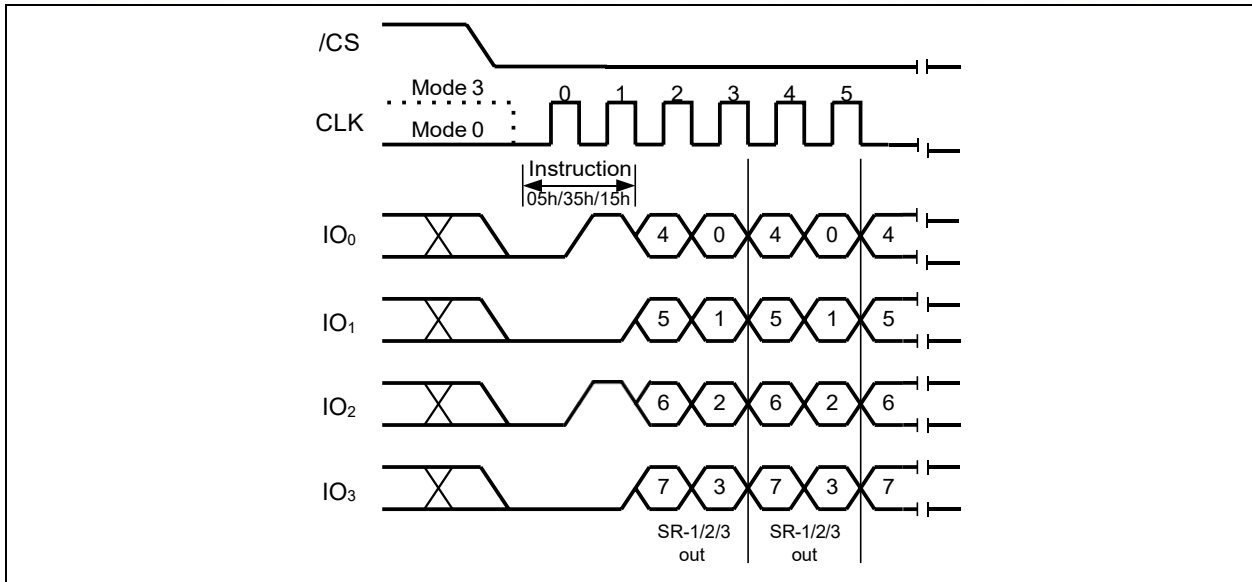 /CS
Mode 3
0 1 2 3 4 5
CLK
Mode 0
Instruction
05h/35h/15h
IO₀ 4 0 4 0 4
IO₁ 5 1 5 1 5
IO₂ 6 2 6 2 6
IO₃ 7 3 7 3 7
SR-1/2/3 SR-1/2/3
out out